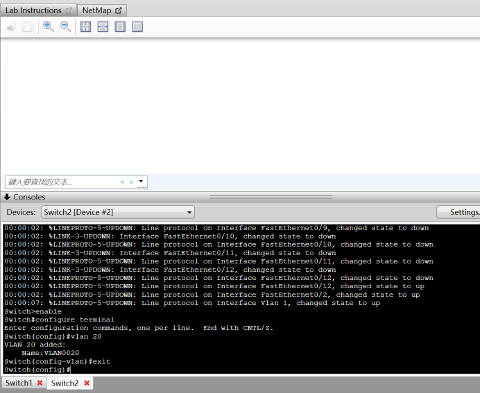 Lab Instructions
NetMap
键入要查找的文本...
Consoles
Devices: Switch2 [Device #2]
Settings.
00:00:02: %LINEPROTO-5-UPDOWN: Line protocol on Interface FastEthernet0/9, changed state to down
00:00:02: %LINK-3-UPDOWN: Interface FastEthernet0/10, changed state to down
00:00:02: %LINEPROTO-5-UPDOWN: Line protocol on Interface FastEthernet0/10, changed state to down
00:00:02: %LINK-3-UPDOWN: Interface FastEthernet0/11, changed state to down
00:00:02: %LINEPROTO-5-UPDOWN: Line protocol on Interface FastEthernet0/11, changed state to down
00:00:02: %LINK-3-UPDOWN: Interface FastEthernet0/12, changed state to down
00:00:02: %LINEPROTO-5-UPDOWN: Line protocol on Interface FastEthernet0/12, changed state to down
00:00:02: %LINEPROTO-5-UPDOWN: Line protocol on Interface FastEthernet0/12, changed state to up
00:00:02: %LINEPROTO-5-UPDOWN: Line protocol on Interface FastEthernet0/2, changed state to up
00:00:07: %LINEPROTO-5-UPDOWN: Line protocol on Interface Vlan 1, changed state to up
Switch>enable
Switch#configure terminal
Enter configuration commands, one per line. End with CNTL/Z.
Switch(config)#vlan 20
VLAN 20 added:
Name:VLAN0020
Switch(config-vlan)#exit
Switch(config)#
Switch1
Switch2